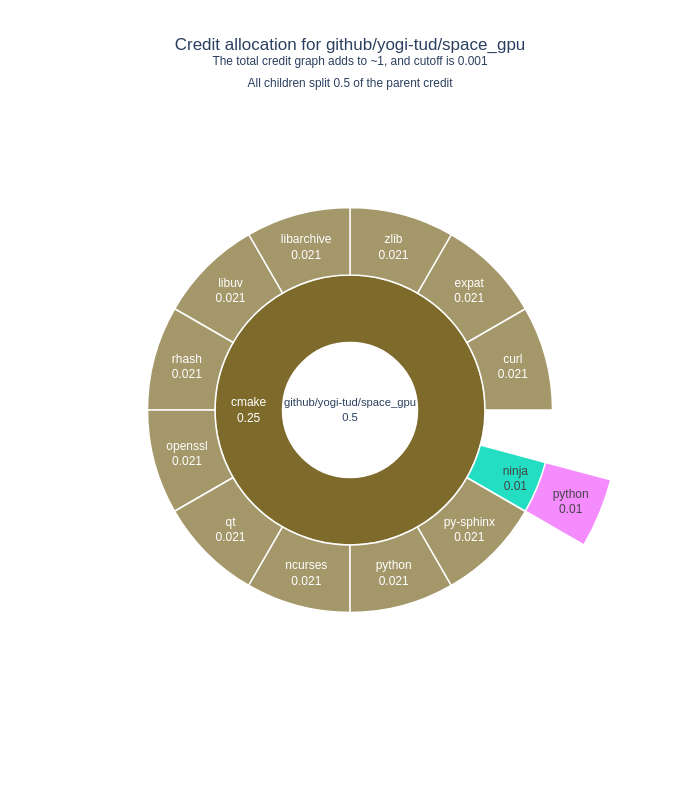 Credit allocation for github/yogi-tud/space_gpu
The total credit graph adds to ~1, and cutoff is 0.001
All children split 0.5 of the parent credit
libarchive
0.021
zlib
0.021
libuv
0.021
expat
0.021
rhash
0.021
curl
0.021
cmake
0.25
github/yogi-tud/space_gpu
0.5
openssl
0.021
ninja
0.01
python
0.01
qt
0.021
py-sphinx
0.021
ncurses
0.021
python
0.021